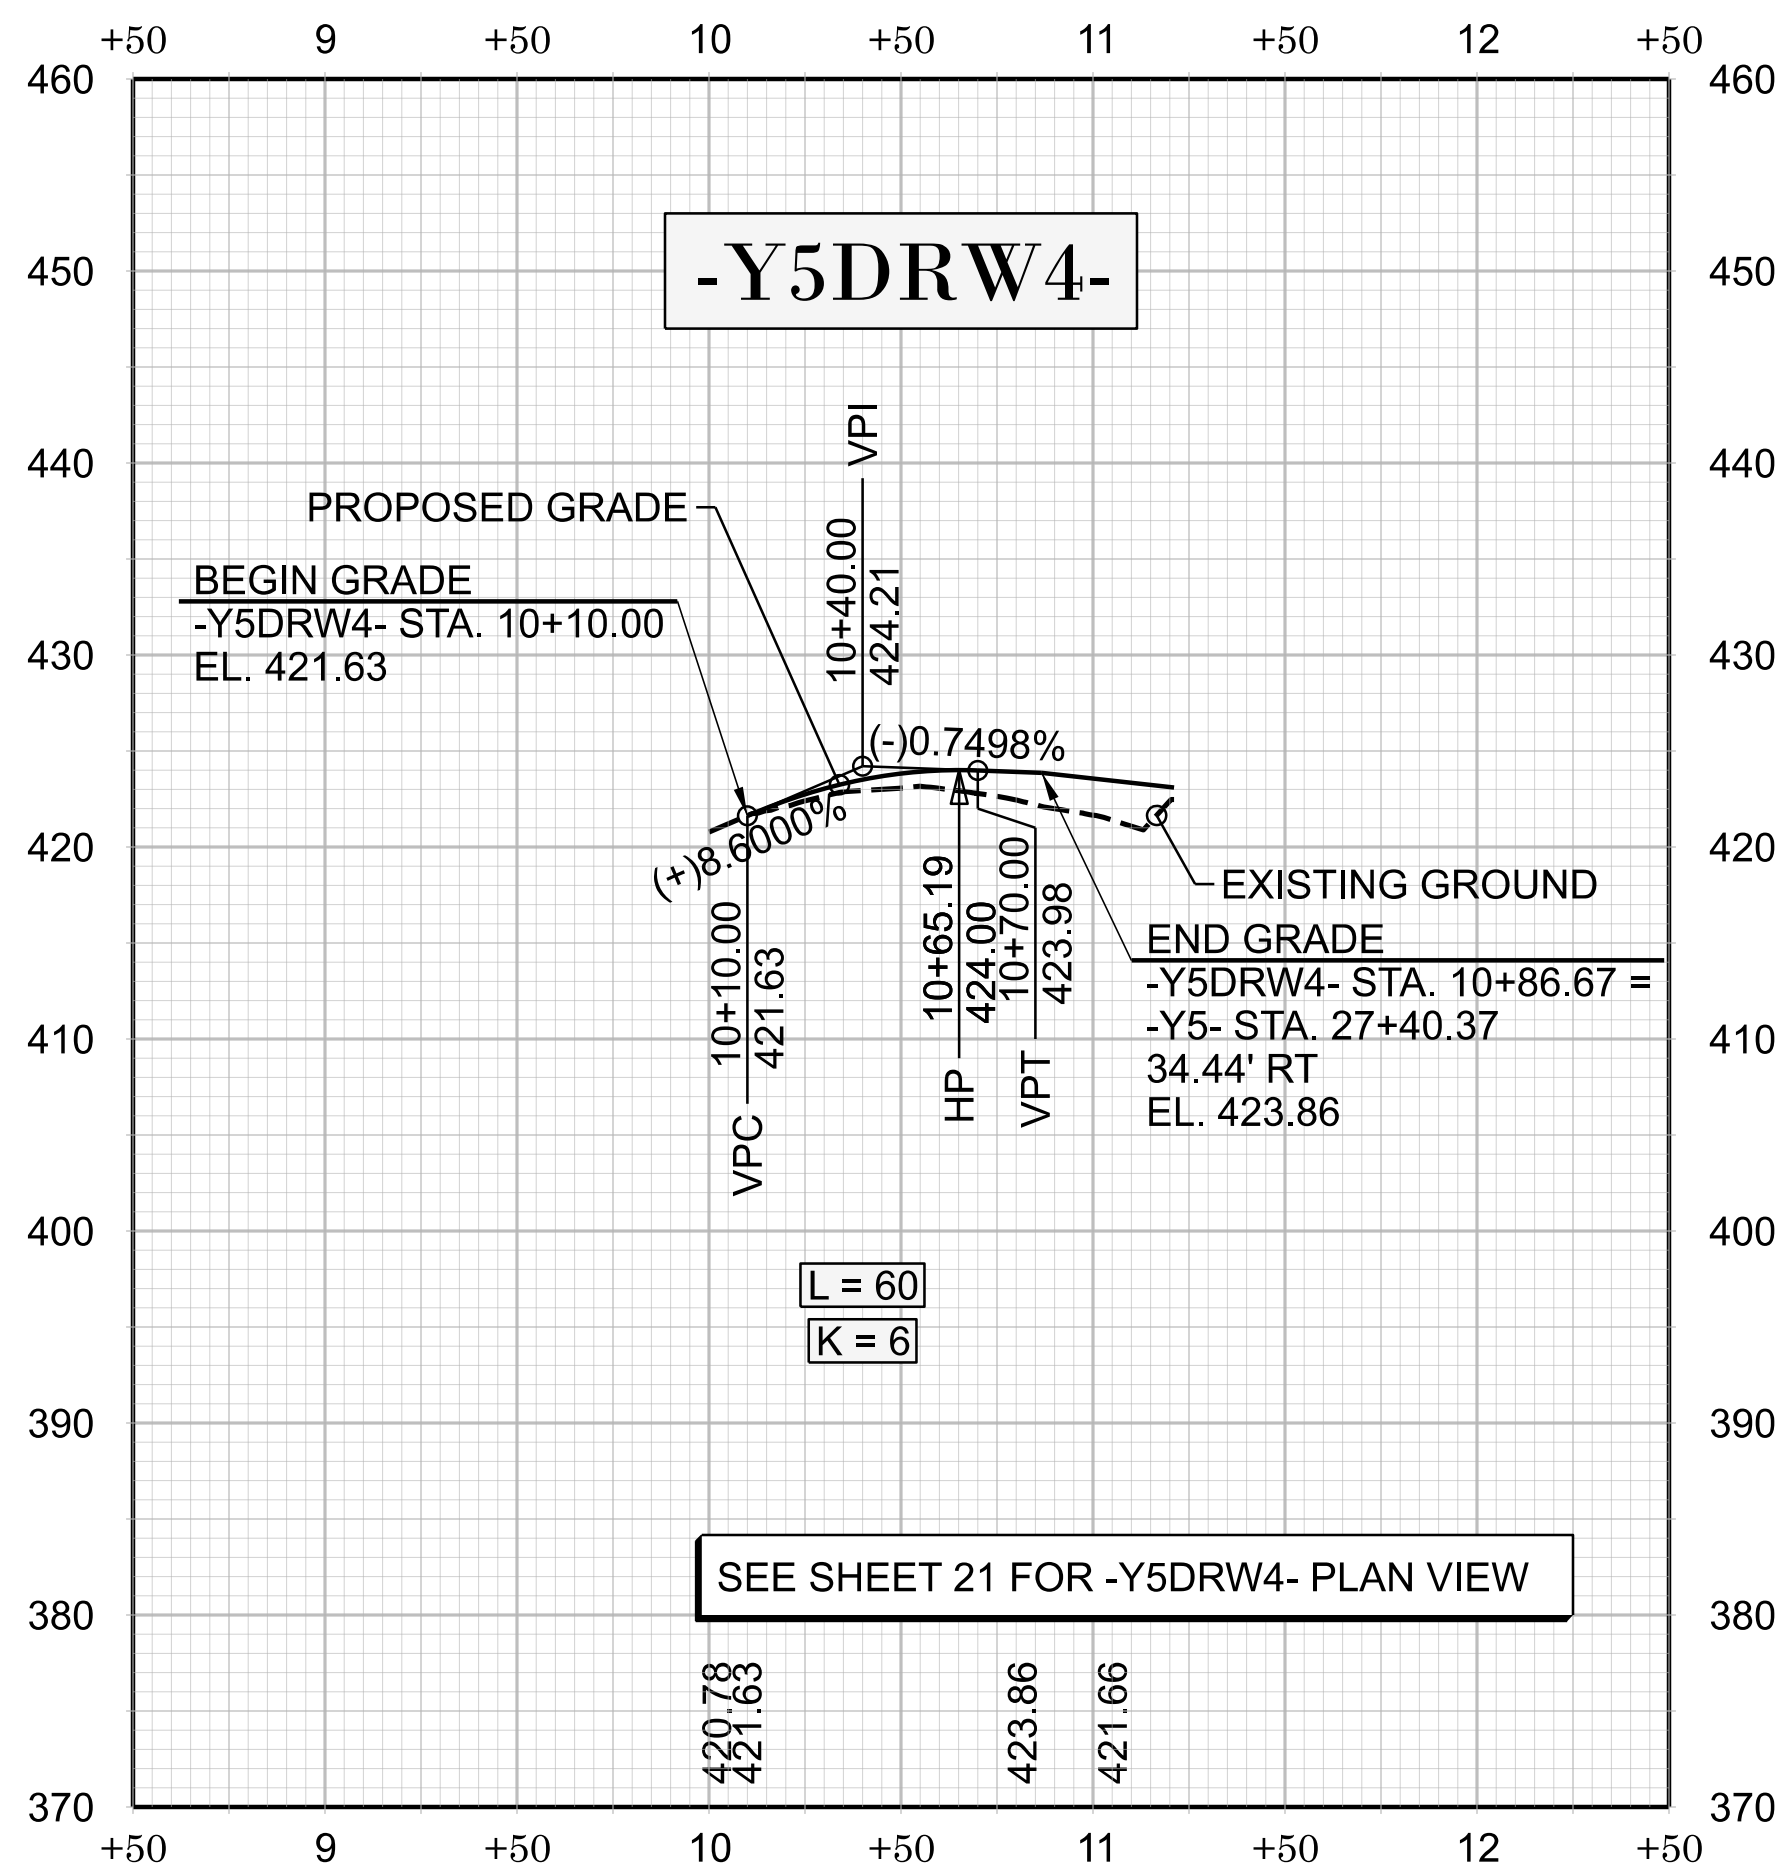 +50 9 +50 10 +50 11 +50 12 +50
460 460
-Y5DRW4-
450 450
VPI
440 440
PROPOSED GRADE
10+40.00
424.21
BEGIN GRADE
-Y5DRW4- STA. 10+10.00
EL. 421.63
430 430
(-)0.7498%
(+)8.6000%
420 420
EXISTING GROUND
10+10.00
421.63
VPC
10+65.19
424.00
HP
10+70.00
423.98
VPT
END GRADE
-Y5DRW4- STA. 10+86.67 =
-Y5- STA. 27+40.37
34.44' RT
EL. 423.86
410 410
400 400
L = 60
K = 6
390 390
SEE SHEET 21 FOR -Y5DRW4- PLAN VIEW
380 380
420.78
421.63
423.86
421.66
370 370
+50 9 +50 10 +50 11 +50 12 +50